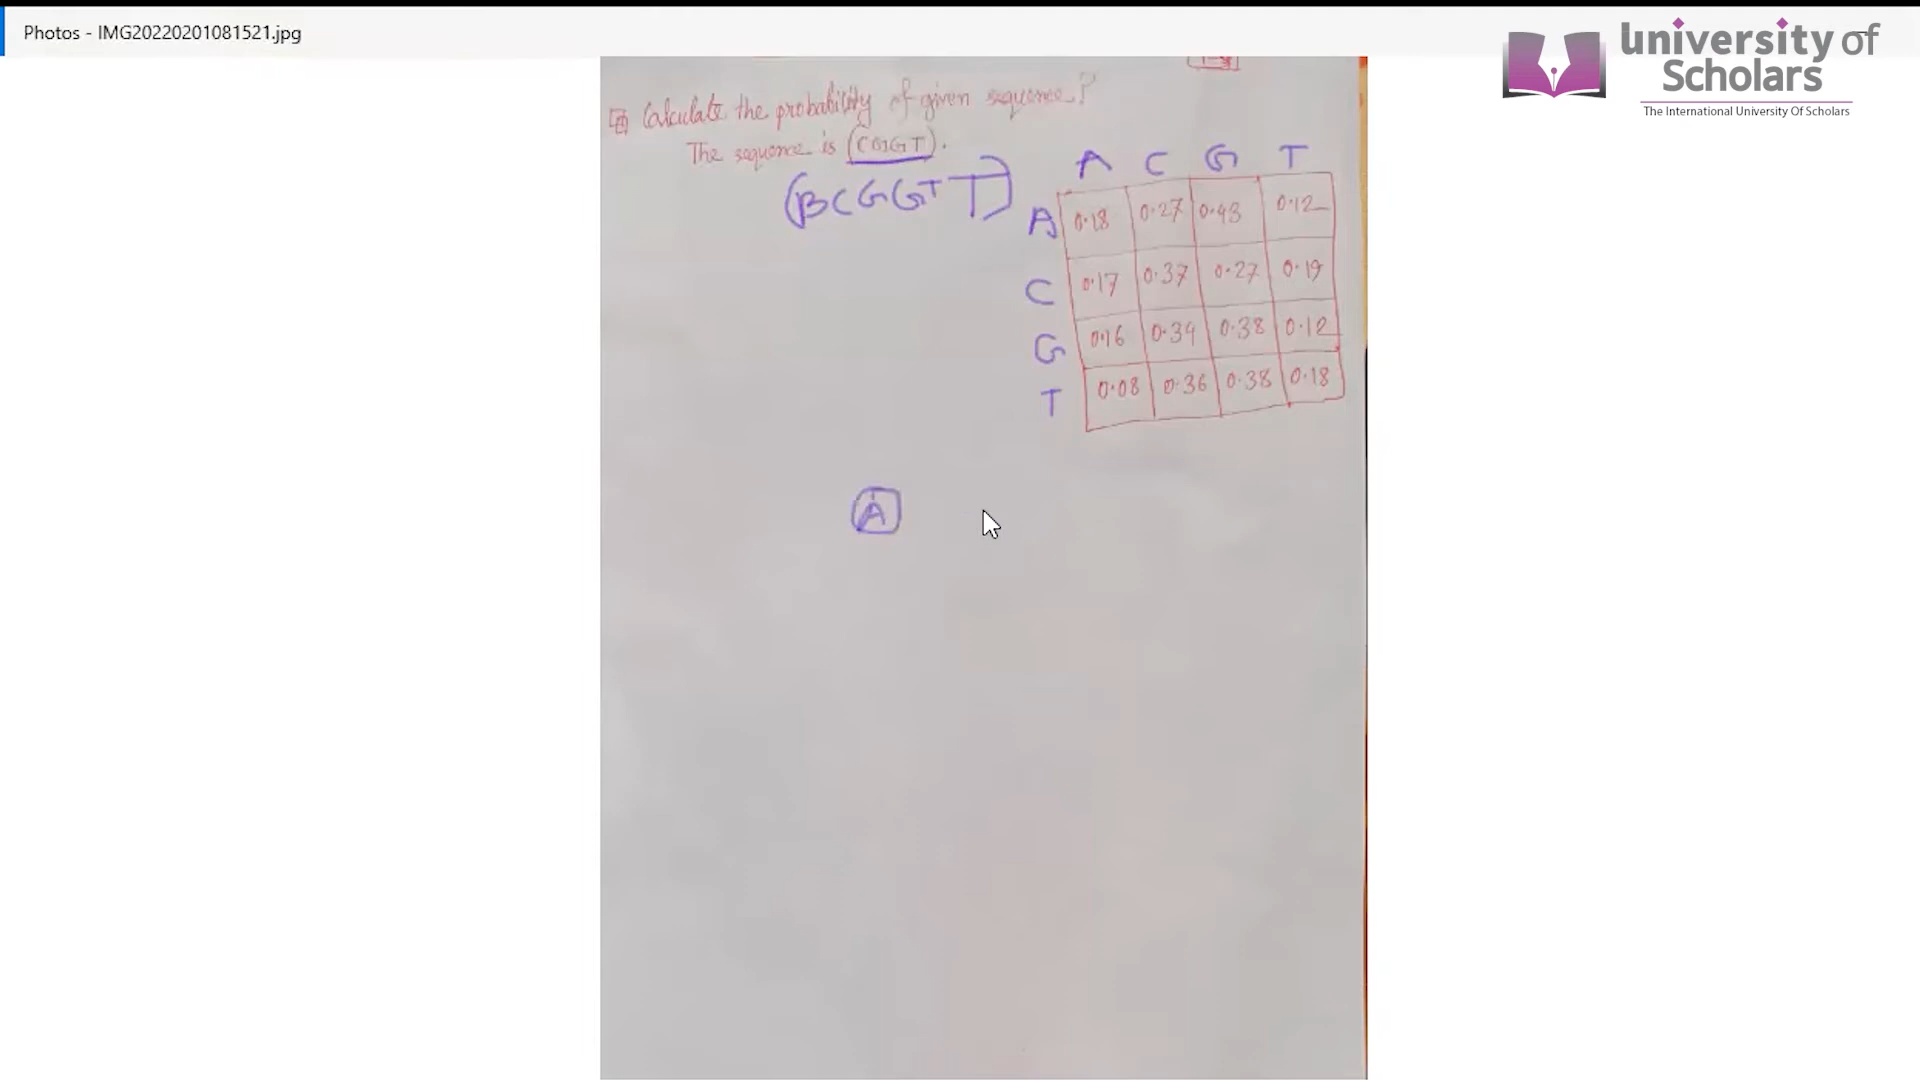 Photos - IMG20220201081521.jpg
University of
Scholars
The International University Of Scholars
Calculate the probability of given sequence?
The sequence is (CGGT).
(BCGGTT)
A C G T
A 0.18 0.27 0.43 0.12
C 0.17 0.37 0.27 0.19
G 0.16 0.34 0.38 0.12
T 0.08 0.36 0.38 0.18
A